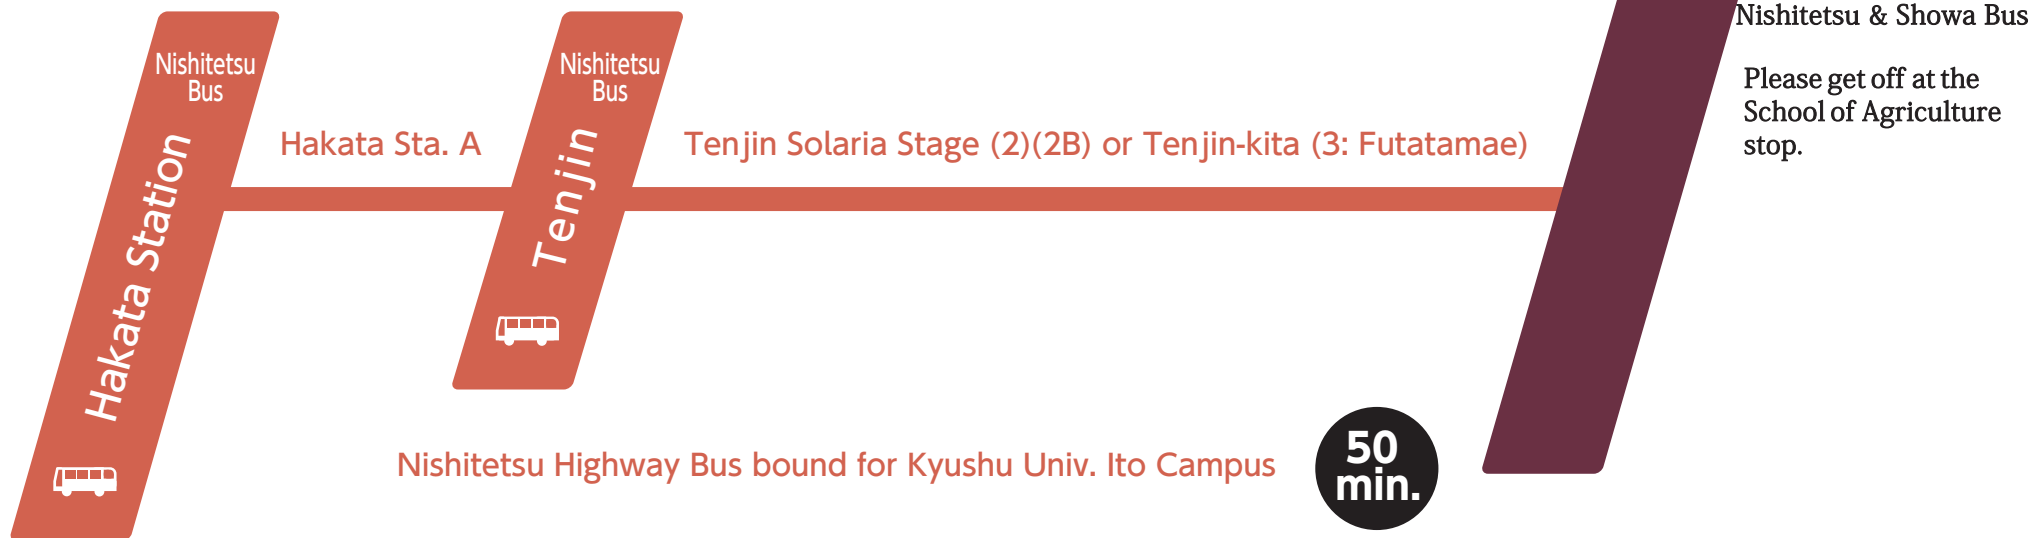 Nishitetsu
Bus
Hakata Station
Hakata Sta. A
Nishitetsu
Bus
Tenjin
Tenjin Solaria Stage (2)(2B) or Tenjin-kita (3: Futatamae)
Nishitetsu & Showa Bus
Please get off at the
School of Agriculture
stop.
Nishitetsu Highway Bus bound for Kyushu Univ. Ito Campus
50
min.